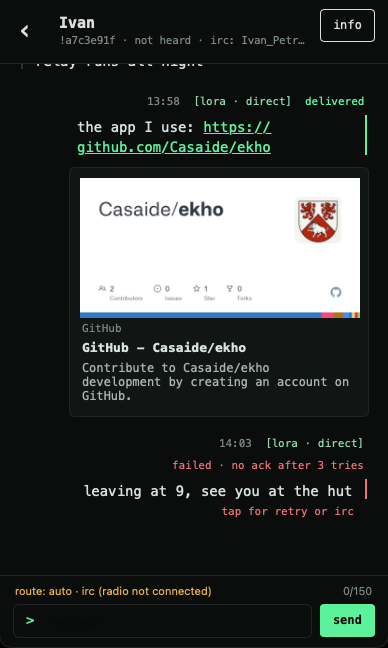 Ivan
!a7c3e91f · not heard · irc: Ivan_Petr…
info
relay runs all night
13:58 [lora · direct] delivered
the app I use: https://
github.com/Casaide/ekho
Casaide/ekho
2 0 1 0
Contributors Issues Star Forks
GitHub
GitHub - Casaide/ekho
Contribute to Casaide/ekho
development by creating an account on
GitHub.
14:03 [lora · direct]
failed · no ack after 3 tries
leaving at 9, see you at the hut
tap for retry or irc
route: auto · irc (radio not connected) 0/150
>
send